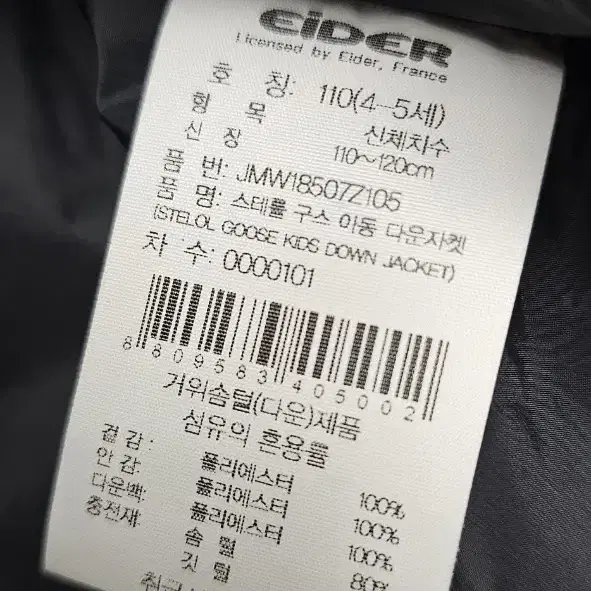 EiDER
Licensed by Eider, France
호 칭: 110(4-5세)
항 목 신체치수
신 장 110~120cm
품 번: JMW18507Z105
품 명: 스테롤 구스 아동 다운자켓
(STELOL GOOSE KIDS DOWN JACKET)
차 수: 0000101
8 809583 405002
거위솜털(다운)제품
섬유의 혼용률
겉감: 폴리에스터 100%
안감: 폴리에스터 100%
다운백: 폴리에스터 100%
충전재: 솜 털 80%
깃 털